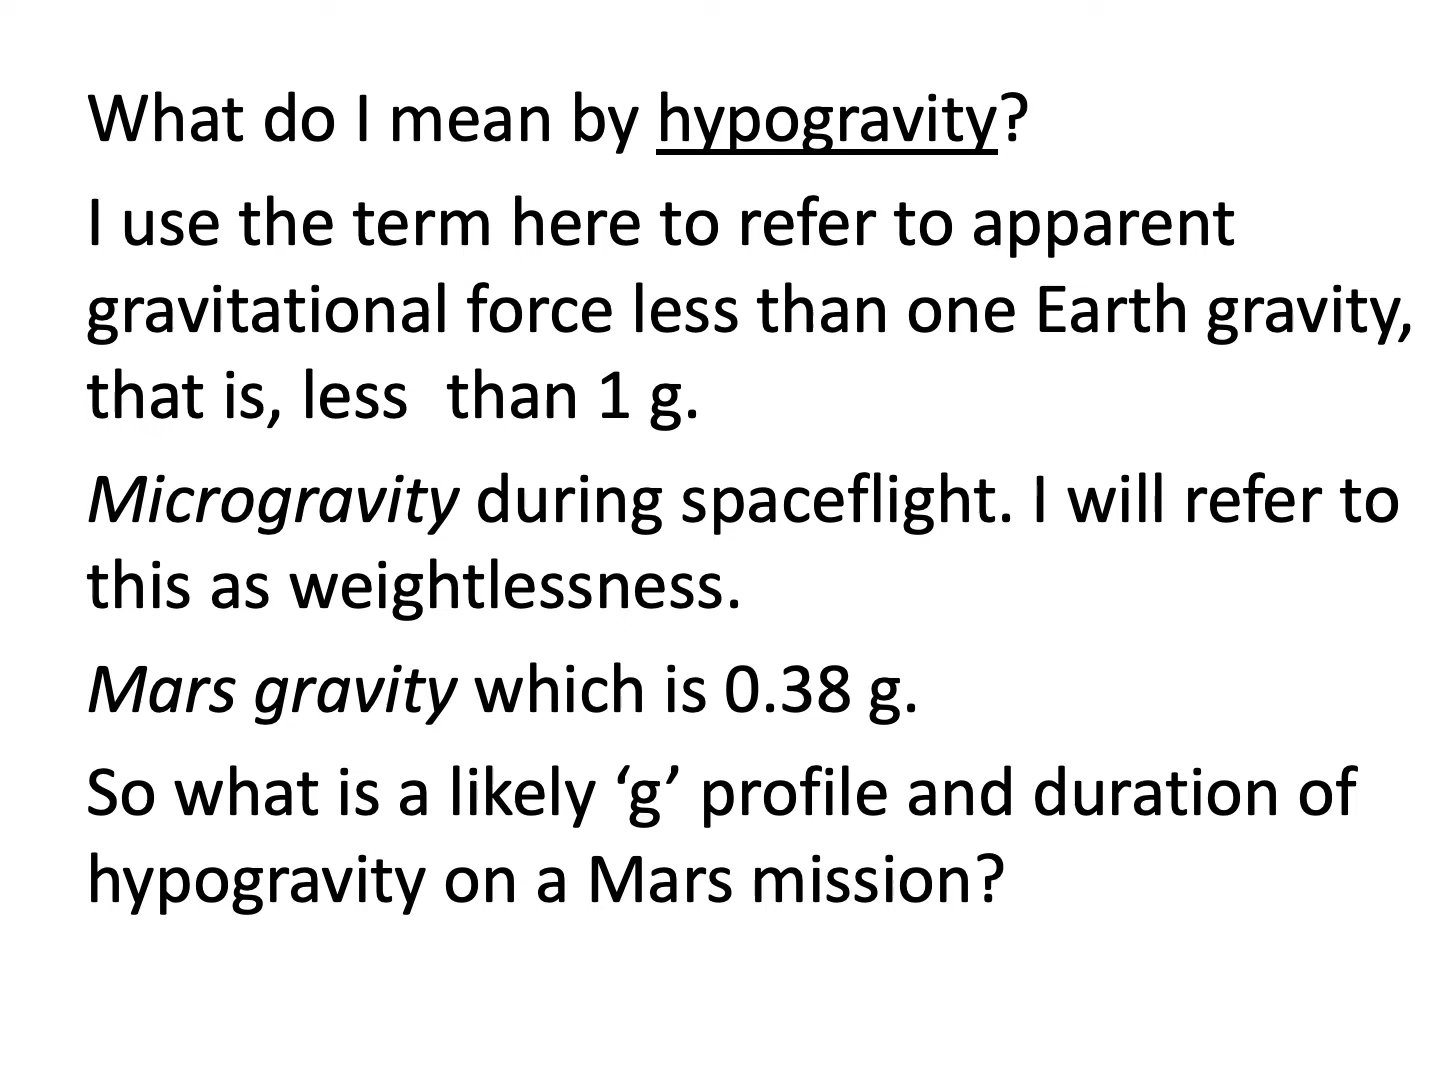 What do I mean by hypogravity?
I use the term here to refer to apparent
gravitational force less than one Earth gravity,
that is, less  than 1 g.
Microgravity during spaceflight. I will refer to
this as weightlessness.
Mars gravity which is 0.38 g.
So what is a likely ‘g’ profile and duration of
hypogravity on a Mars mission?